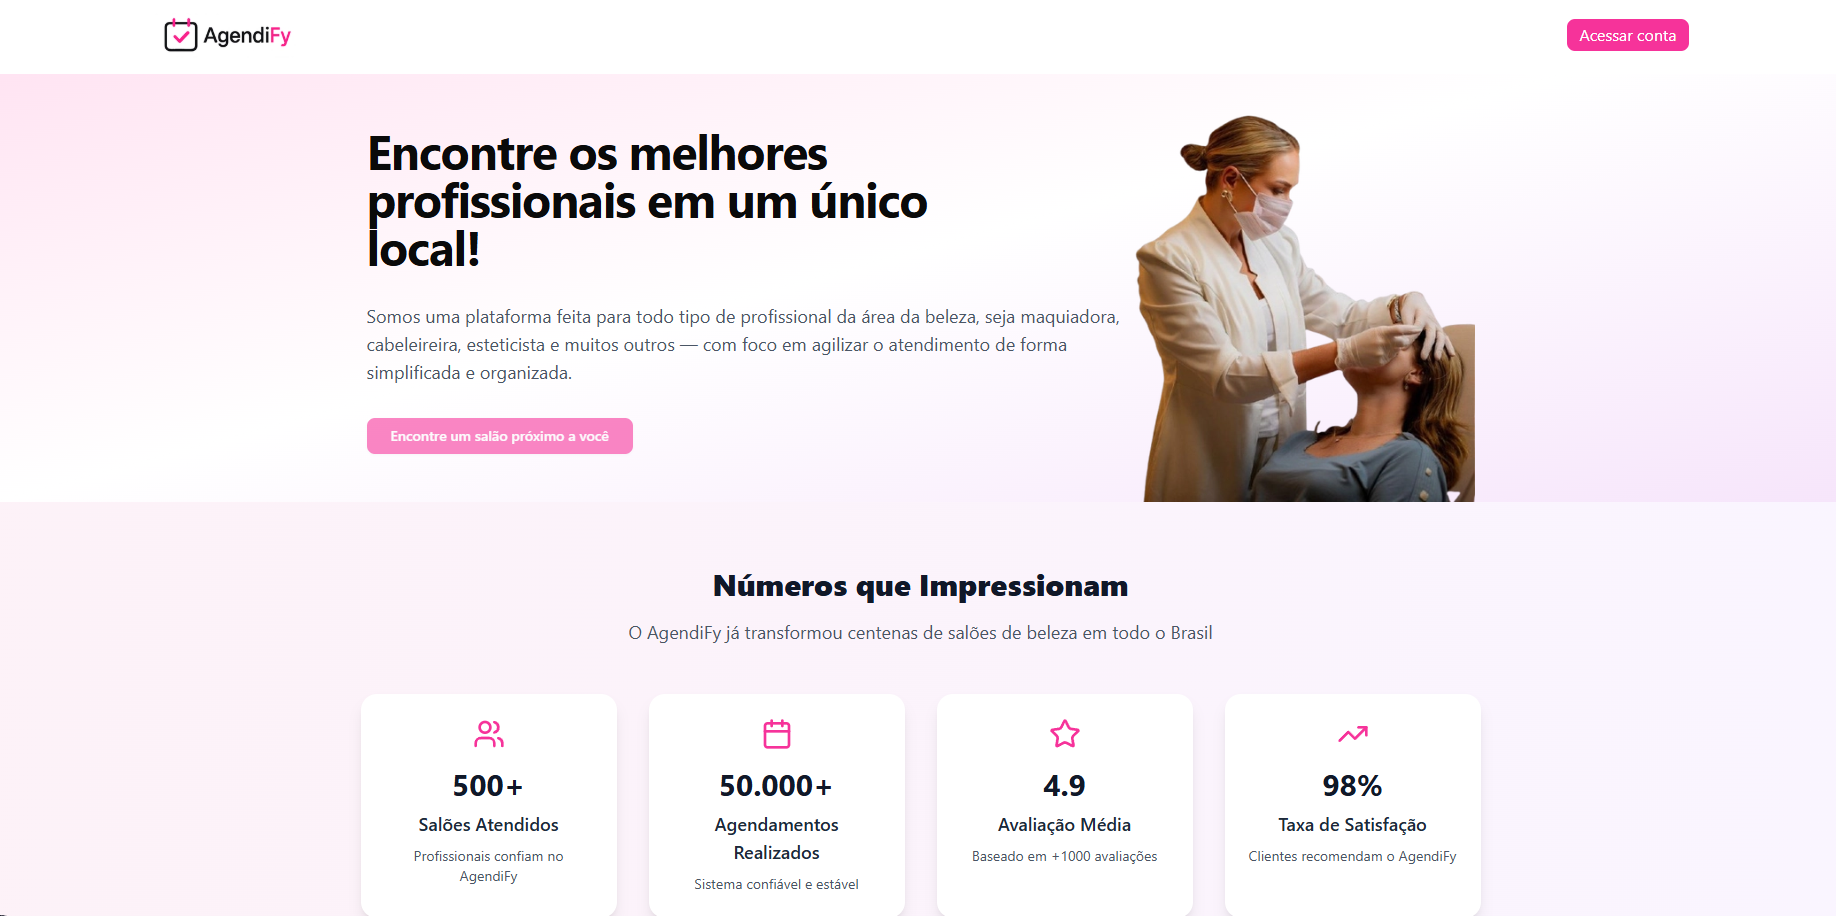 AgendiFy
Acessar conta
Encontre os melhores
profissionais em um único
local!
Somos uma plataforma feita para todo tipo de profissional da área da beleza, seja maquiadora,
cabeleireira, esteticista e muitos outros — com foco em agilizar o atendimento de forma
simplificada e organizada.
Encontre um salão próximo a você
Números que Impressionam
O AgendiFy já transformou centenas de salões de beleza em todo o Brasil
500+
Salões Atendidos
Profissionais confiam no
AgendiFy
50.000+
Agendamentos
Realizados
Sistema confiável e estável
4.9
Avaliação Média
Baseado em +1000 avaliações
98%
Taxa de Satisfação
Clientes recomendam o AgendiFy